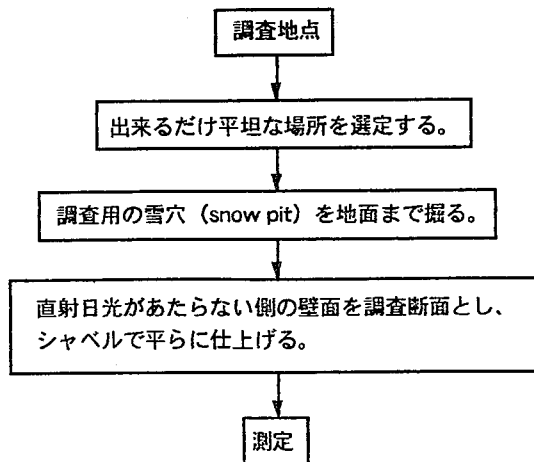 調査地点
出来るだけ平坦な場所を選定する。
調査用の雪穴（snow pit）を地面まで掘る。
直射日光があたらない側の壁面を調査断面とし、
シャベルで平らに仕上げる。
測定